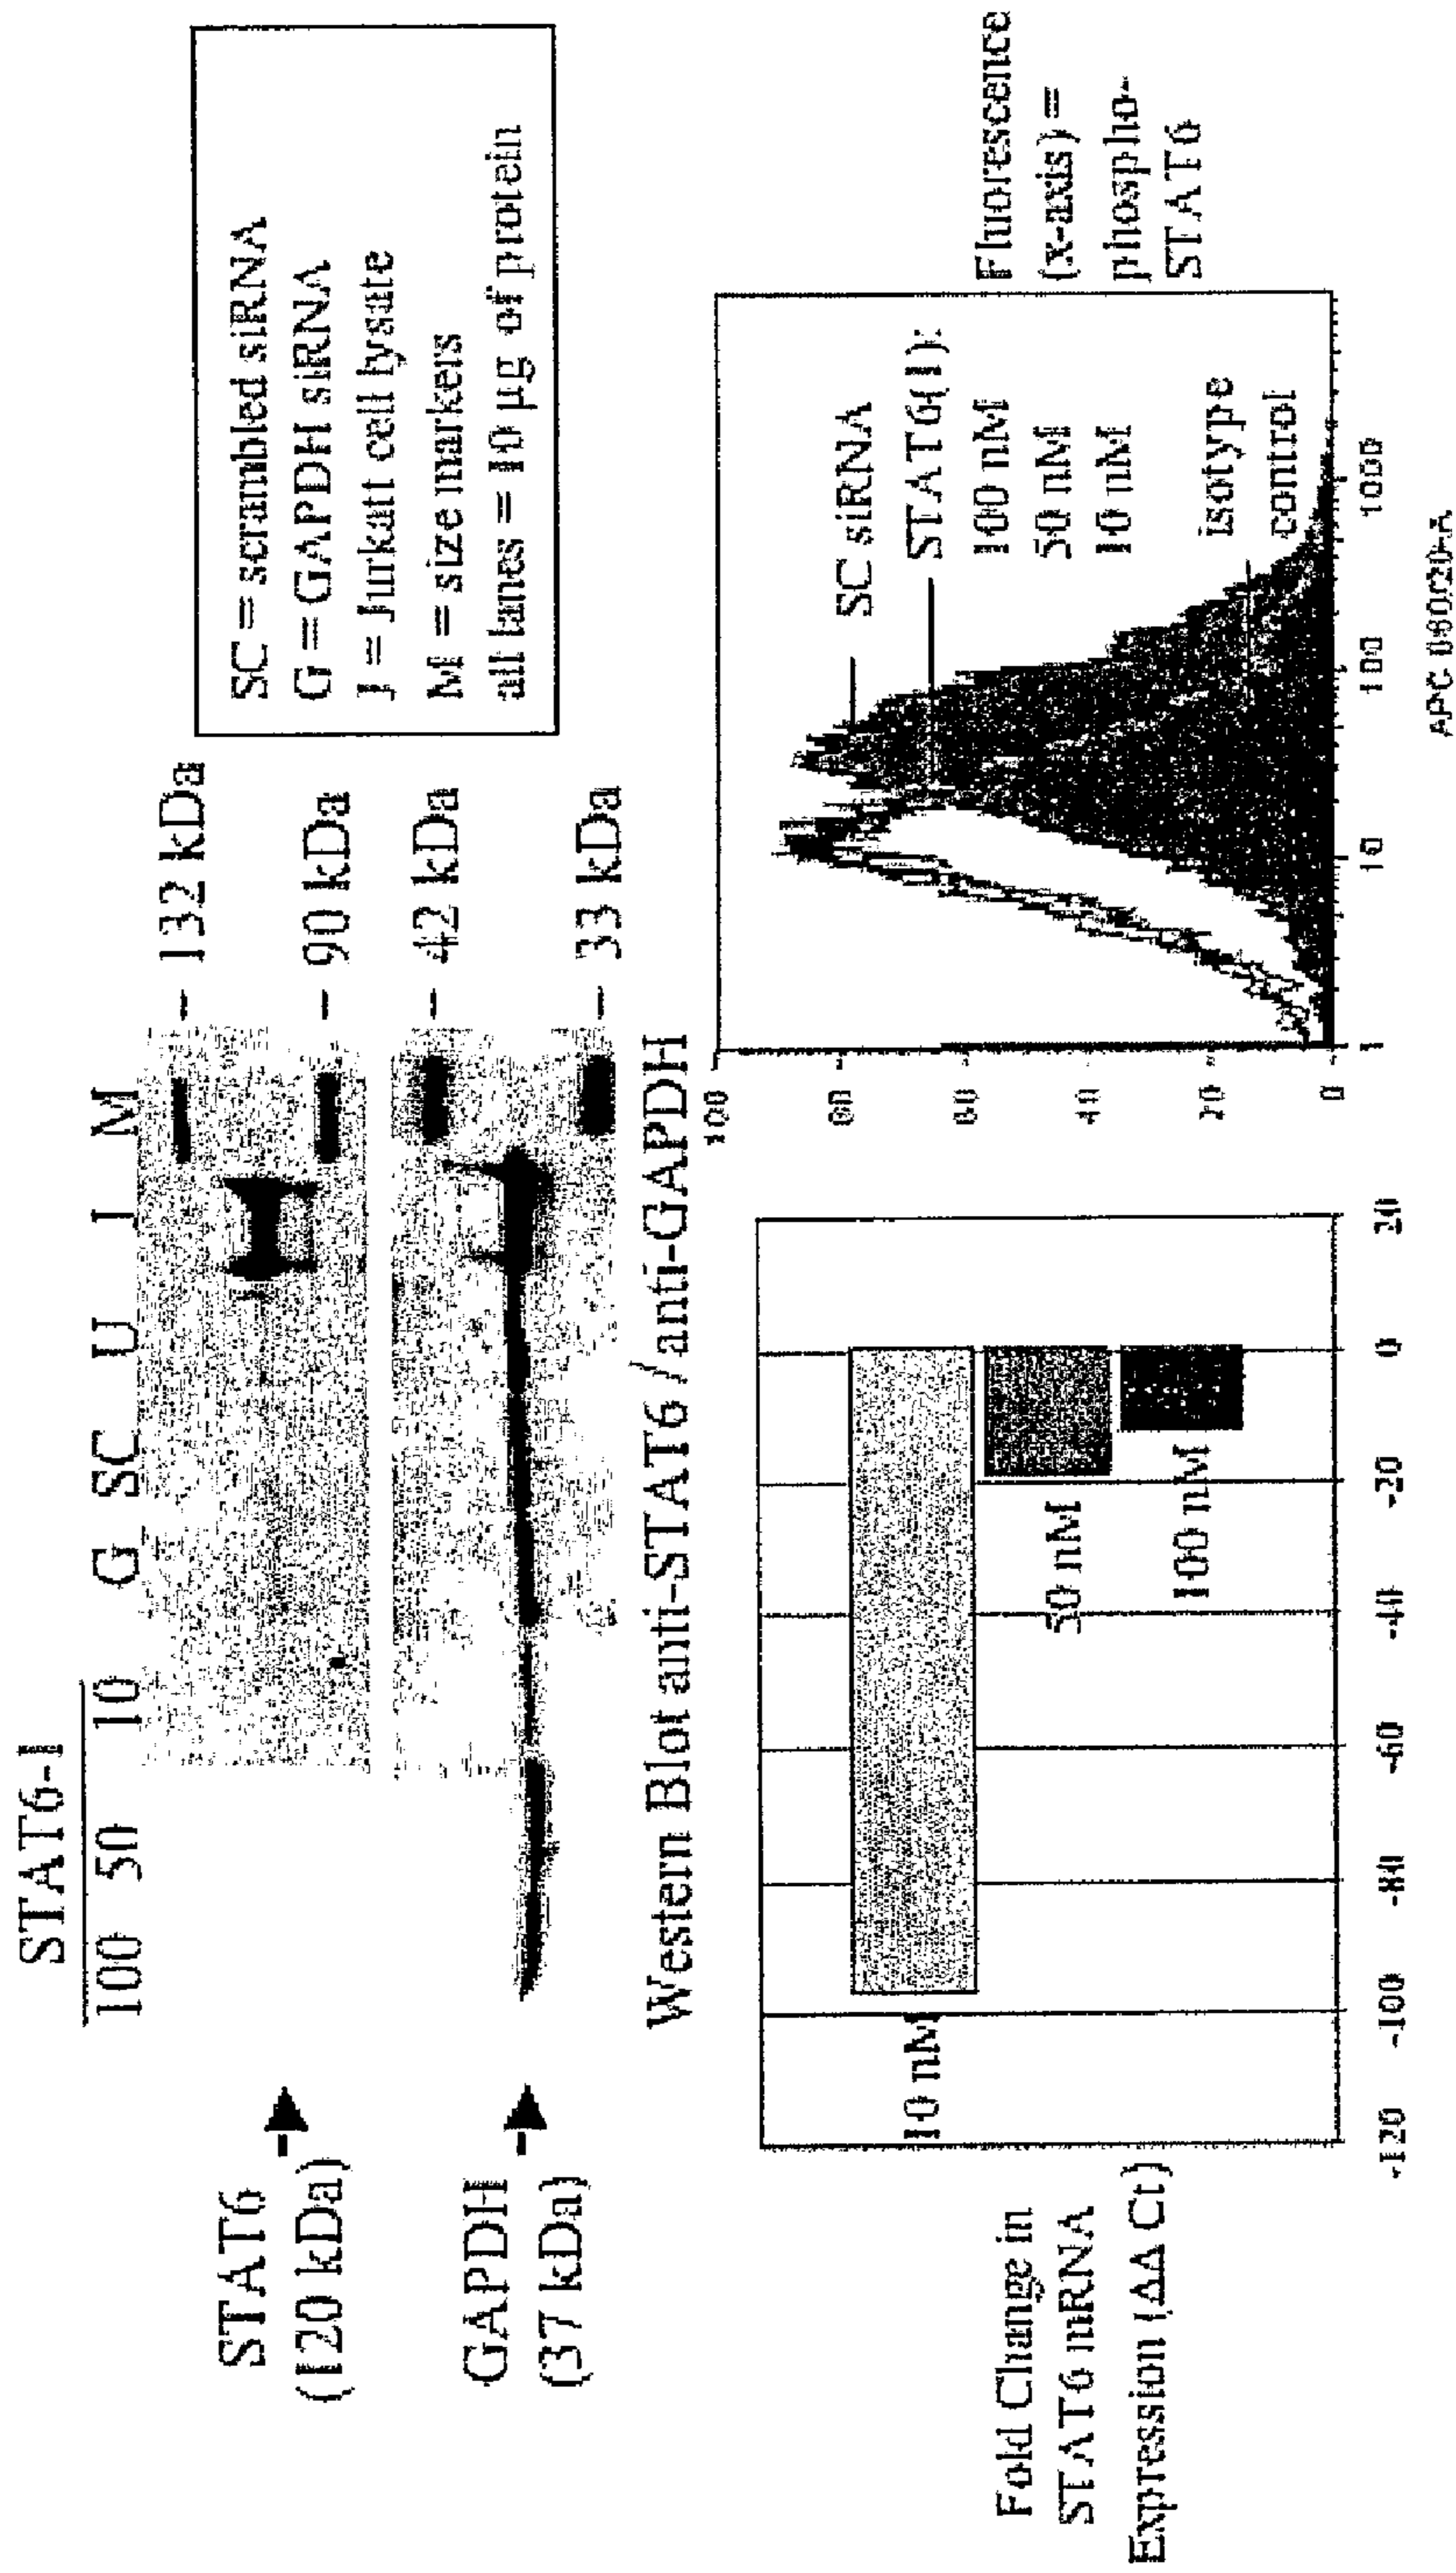 STAT6-1
100 50 10 G SC U J M
STAT6
(120 kDa)
GAPDH
(37 kDa)
– 132 kDa
– 90 kDa
– 42 kDa
– 33 kDa
SC = scrambled siRNA
G = GAPDH siRNA
J = Jurkatt cell lysate
M = size markers
all lanes = 10 µg of protein
Western Blot anti-STAT6 / anti-GAPDH
Fold Change in
STAT6 mRNA
Expression (ΔΔ Ct)
10 nM
50 nM
100 nM
-120 -100 -80 -60 -40 -20 0 20
100
80
60
40
20
0
1 10 100 1000
SC siRNA
STAT6(1):
100 nM
50 nM
10 nM
isotype
control
Fluorescence
(x-axis) =
phospho-
STAT6